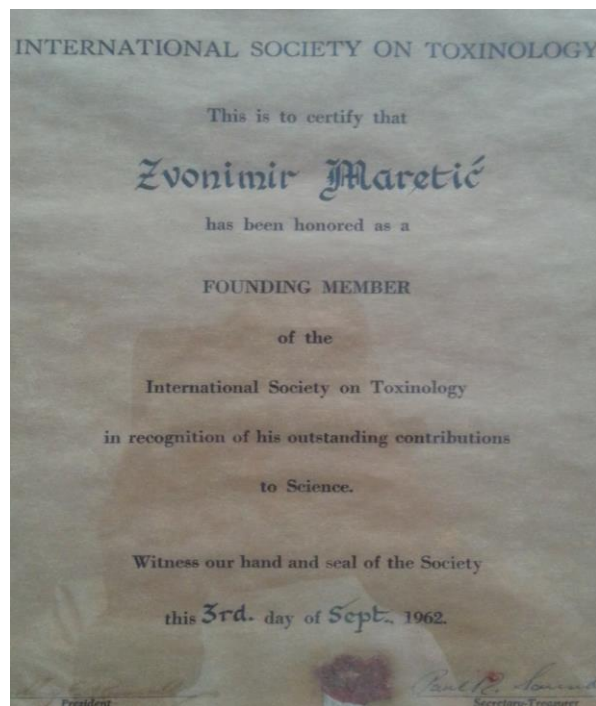 INTERNATIONAL SOCIETY ON TOXINOLOGY
This is to certify that
Zvonimir Maretić
has been honored as a
FOUNDING MEMBER
of the
International Society on Toxinology
in recognition of his outstanding contributions
to Science.
Witness our hand and seal of the Society
this 3rd. day of Sept., 1962.
President
Secretary-Treasurer